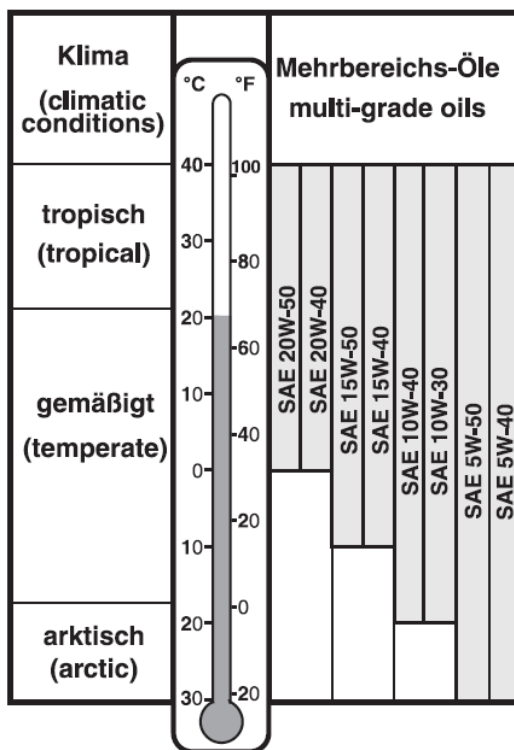 Klima
(climatic
conditions)
°C °F
Mehrbereichs-Öle
multi-grade oils
tropisch
(tropical)
gemäßigt
(temperate)
arktisch
(arctic)
40
30
20
10
0
10
20
30
100
80
60
40
20
0
-20
SAE 20W-50
SAE 20W-40
SAE 15W-50
SAE 15W-40
SAE 10W-40
SAE 10W-30
SAE 5W-50
SAE 5W-40